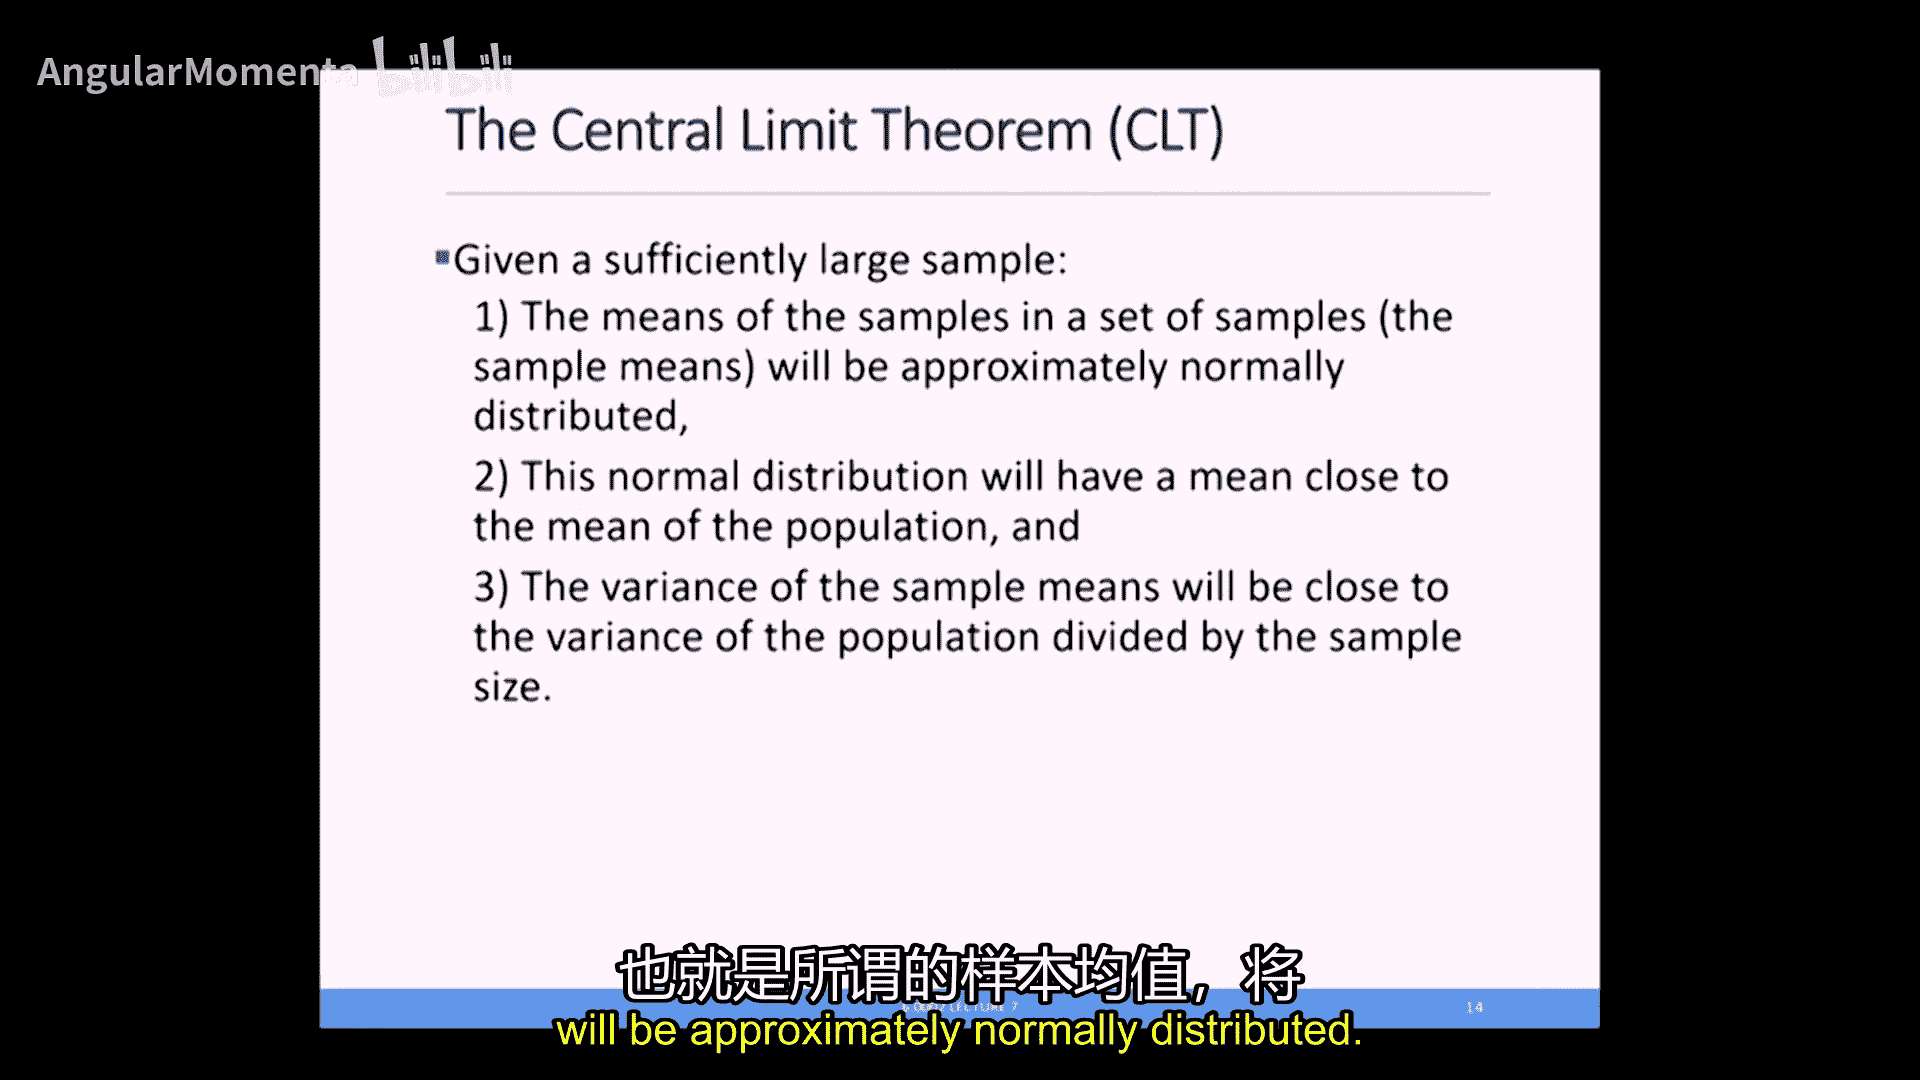 AngularMomenta bilibili
The Central Limit Theorem (CLT)
▪Given a sufficiently large sample:
1) The means of the samples in a set of samples (the
sample means) will be approximately normally
distributed,
2) This normal distribution will have a mean close to
the mean of the population, and
3) The variance of the sample means will be close to
the variance of the population divided by the sample
size.
也就是所谓的样本均值，将
LECTURE 7
14
will be approximately normally distributed.